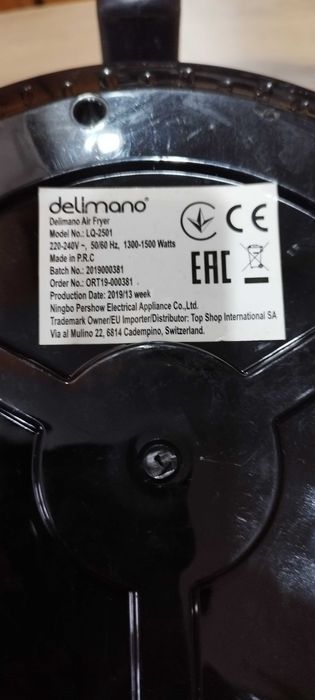 delimano®
Delimano Air Fryer
Model No.: LQ-2501
220-240V ~, 50/60 Hz, 1300-1500 Watts
Made in P.R.C
Batch No.: 2019000381
Order No.: ORT19-000381
Production Date: 2019/13 week
Ningbo Pershow Electrical Appliance Co.,Ltd.
Trademark Owner/EU Importer/Distributor: Top Shop International SA
Via al Mulino 22, 6814 Cadempino, Switzerland.
CE
EAC